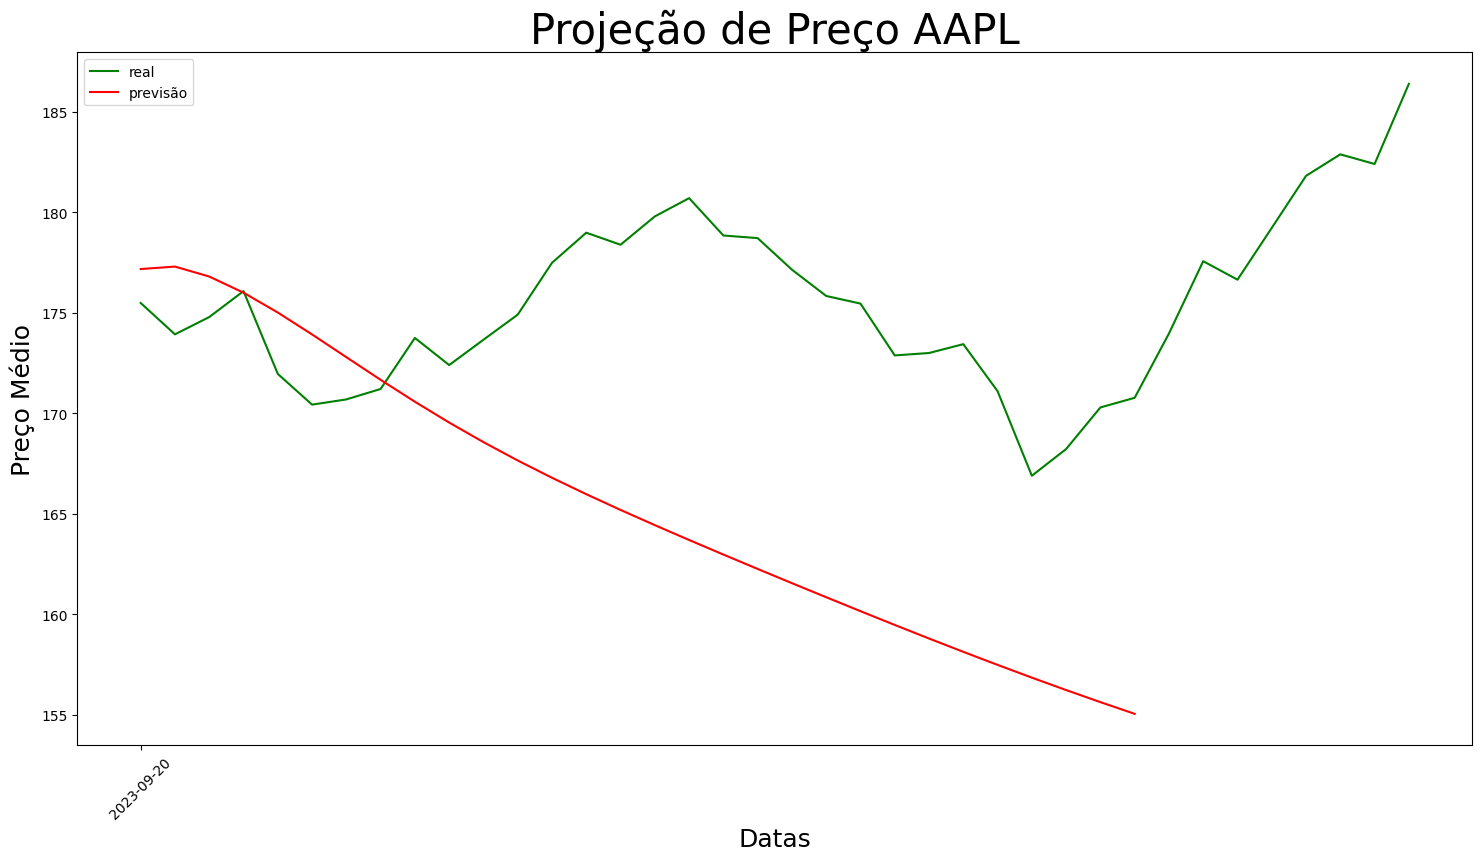 Projeção de Preço AAPL
real
previsão
185
180
175
170
165
160
155
Preço Médio
2023-09-20
Datas